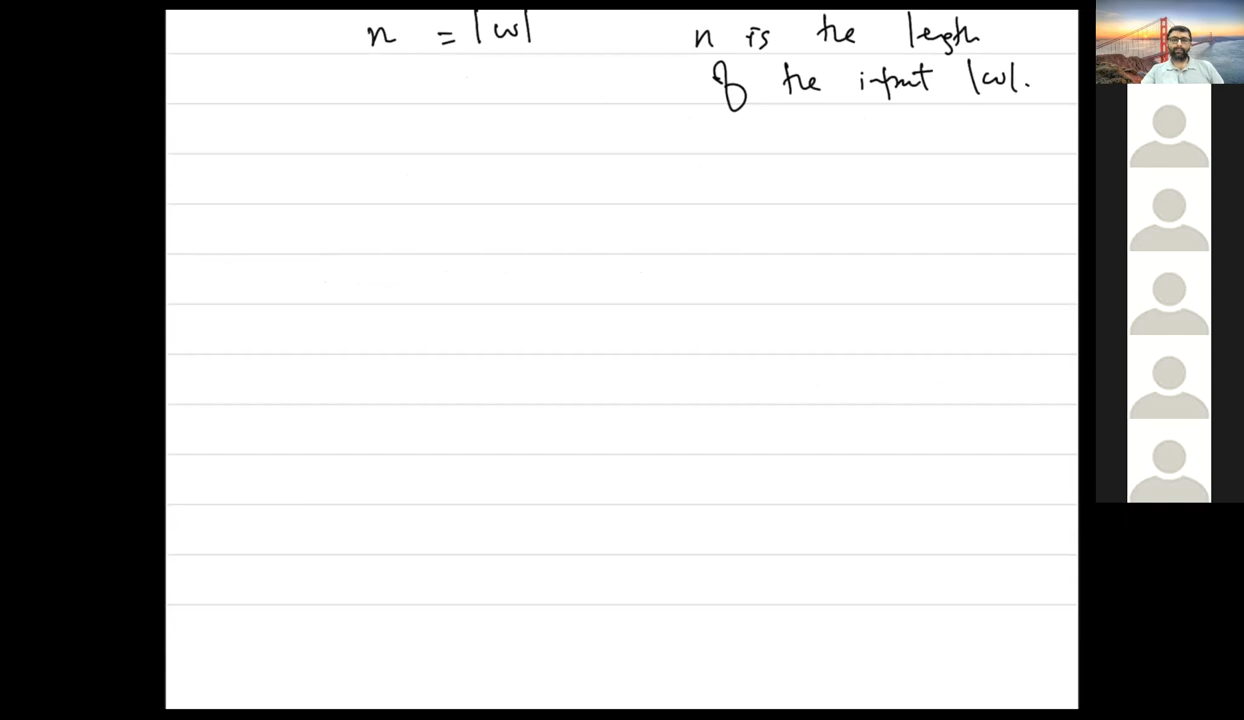 n = |w| n is the length
of the input |w|.